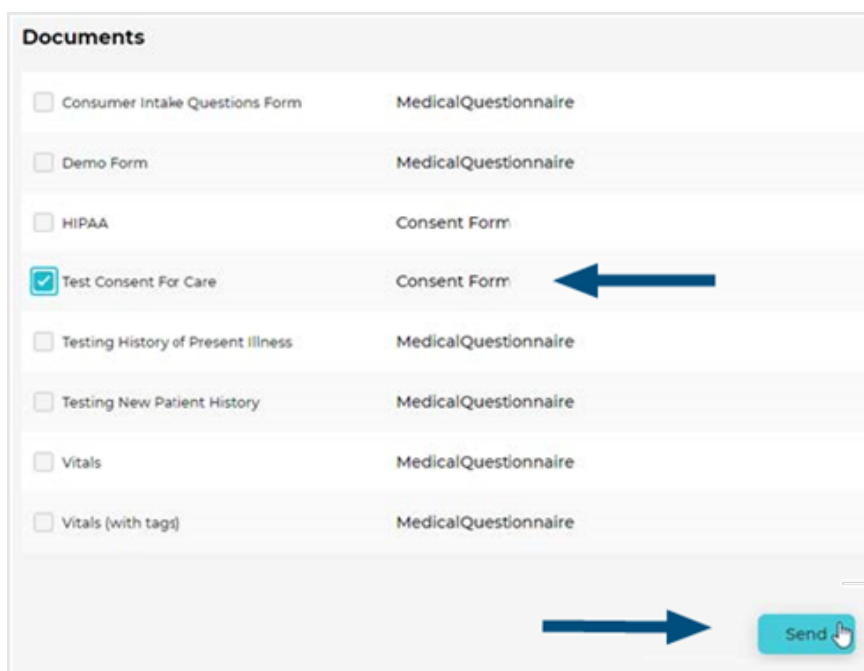 Documents
Consumer Intake Questions Form MedicalQuestionnaire
Demo Form MedicalQuestionnaire
HIPAA Consent Form
Test Consent For Care Consent Form
Testing History of Present Illness MedicalQuestionnaire
Testing New Patient History MedicalQuestionnaire
Vitals MedicalQuestionnaire
Vitals (with tags) MedicalQuestionnaire
Send